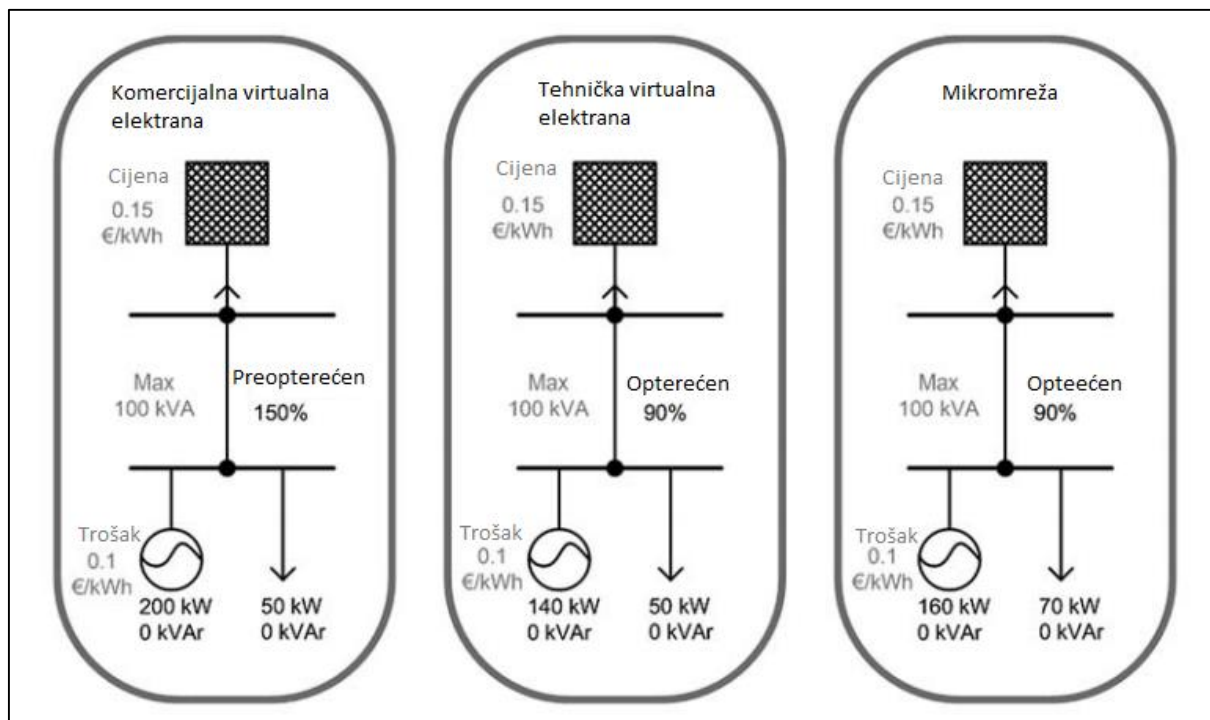 Komercijalna virtualna
elektrana
Cijena
0.15
€/kWh
Max
100 kVA
Preopterećen
150%
Trošak
0.1
€/kWh
200 kW
0 kVAr
50 kW
0 kVAr
Tehnička virtualna
elektrana
Cijena
0.15
€/kWh
Max
100 kVA
Opterećen
90%
Trošak
0.1
€/kWh
140 kW
0 kVAr
50 kW
0 kVAr
Mikromreža
Cijena
0.15
€/kWh
Max
100 kVA
Opteećen
90%
Trošak
0.1
€/kWh
160 kW
0 kVAr
70 kW
0 kVAr